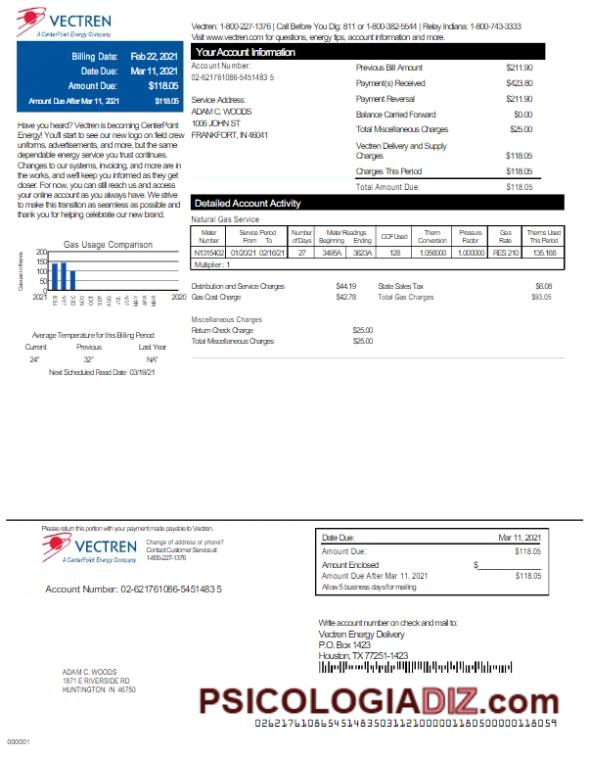 VECTREN
A CenterPoint Energy Company
Vectren: 1-800-227-1376 | Call Before You Dig: 811 or 1-800-382-5544 | Relay Indiana: 1-800-743-3333
Visit www.vectren.com for questions, energy tips, account information and more.
Billing Date: Feb 22, 2021
Date Due: Mar 11, 2021
Amount Due: $118.05
Amount Due After Mar 11, 2021 $118.05
Have you heard? Vectren is becoming CenterPoint
Energy! You'll start to see our new logo on field crew
uniforms, advertisements, and more, but the same
dependable energy service you trust continues.
Changes to our systems, invoicing, and more are in
the works, and we'll keep you informed as they get
closer. For now, you can still reach us and access
your online account as you always have. We strive
to make this transition as seamless as possible and
thank you for helping celebrate our new brand.
Gas Usage Comparison
Gas used in therms
200
150
100
50
0
2021 FEB JAN DEC NOV OCT SEP AUG JUL JUN MAY APR MAR 2020
Average Temperature for this Billing Period
Current Previous Last Year
24° 32° NA°
Next Scheduled Read Date 03/19/21
Your Account Information
Account Number:
02-621761086-5451483 5
Service Address:
ADAM C. WOODS
1006 JOHN ST
FRANKFORT, IN 46041
Previous Bill Amount $211.90
Payment(s) Received $423.80
Payment Reversal $211.90
Balance Carried Forward $0.00
Total Miscellaneous Charges $25.00
Vectren Delivery and Supply
Charges $118.05
Charges This Period $118.05
Total Amount Due: $118.05
Detailed Account Activity
Natural Gas Service
Meter Number Service Period From To Number of Days Meter Readings Beginning Ending CCF Used Therm Conversion Pressure Factor Gas Rate Therms Used This Period
N1315402 01/20/21 02/16/21 27 3495A 3623A 128 1.056000 1.000000 RES 210 135.168
Multiplier : 1
Distribution and Service Charges $44.19 State Sales Tax $6.08
Gas Cost Charge $42.78 Total Gas Charges $93.05
Miscellaneous Charges
Return Check Charge $25.00
Total Miscellaneous Charges $25.00
Please return this portion with your payment made payable to Vectren.
VECTREN
A CenterPoint Energy Company
Change of address or phone?
Contact Customer Service at
1-800-227-1376
Account Number: 02-621761086-5451483 5
Date Due: Mar 11, 2021
Amount Due: $118.05
Amount Enclosed $
Amount Due After Mar 11, 2021 $118.05
Allow 5 business days for mailing
Write account number on check and mail to:
Vectren Energy Delivery
P.O. Box 1423
Houston, TX 77251-1423
ADAM C. WOODS
1871 E RIVERSIDE RD
HUNTINGTON IN 46750
PSICOLOGIADIZ.com
000001